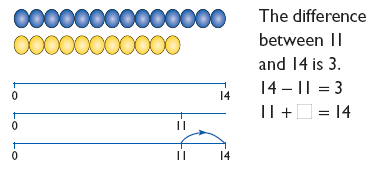 The difference
between 11
and 14 is 3.
14 – 11 = 3
11 + □ = 14
0 14
0 11
0 11 14